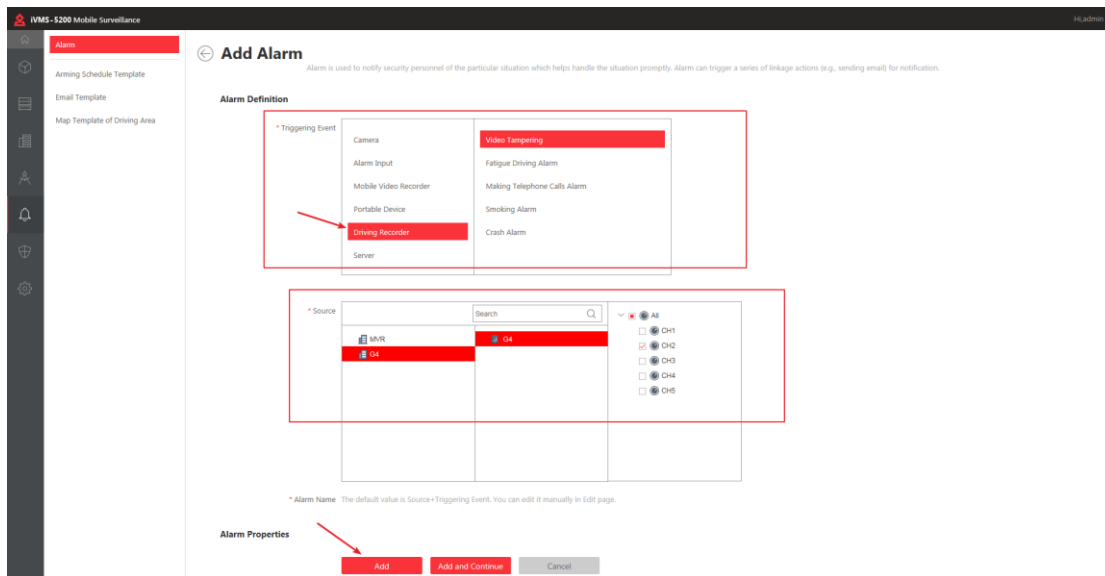 iVMS-5200 Mobile Surveillance
Hi,admin
Alarm
Arming Schedule Template
Email Template
Map Template of Driving Area
Add Alarm
Alarm is used to notify security personnel of the particular situation which helps handle the situation promptly. Alarm can trigger a series of linkage actions (e.g., sending email) for notification.
Alarm Definition
* Triggering Event
Camera
Alarm Input
Mobile Video Recorder
Portable Device
Driving Recorder
Server
Video Tampering
Fatigue Driving Alarm
Making Telephone Calls Alarm
Smoking Alarm
Crash Alarm
* Source
Search
MVR
G4
G4
All
CH1
CH2
CH3
CH4
CH5
* Alarm Name The default value is Source+Triggering Event. You can edit it manually in Edit page.
Alarm Properties
Add
Add and Continue
Cancel